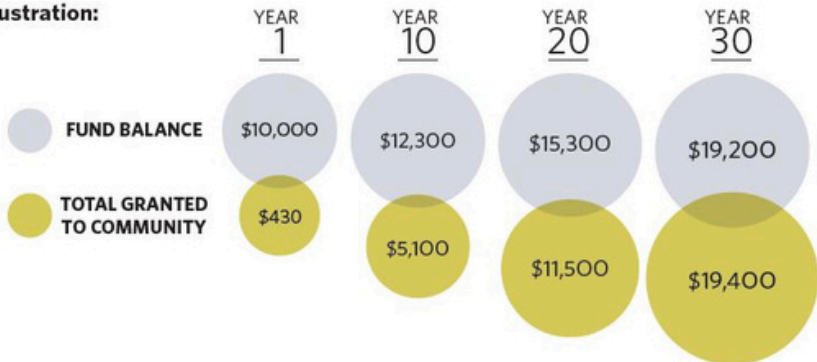 ustration:
YEAR 1
YEAR 10
YEAR 20
YEAR 30
FUND BALANCE
$10,000
$12,300
$15,300
$19,200
TOTAL GRANTED
TO COMMUNITY
$430
$5,100
$11,500
$19,400